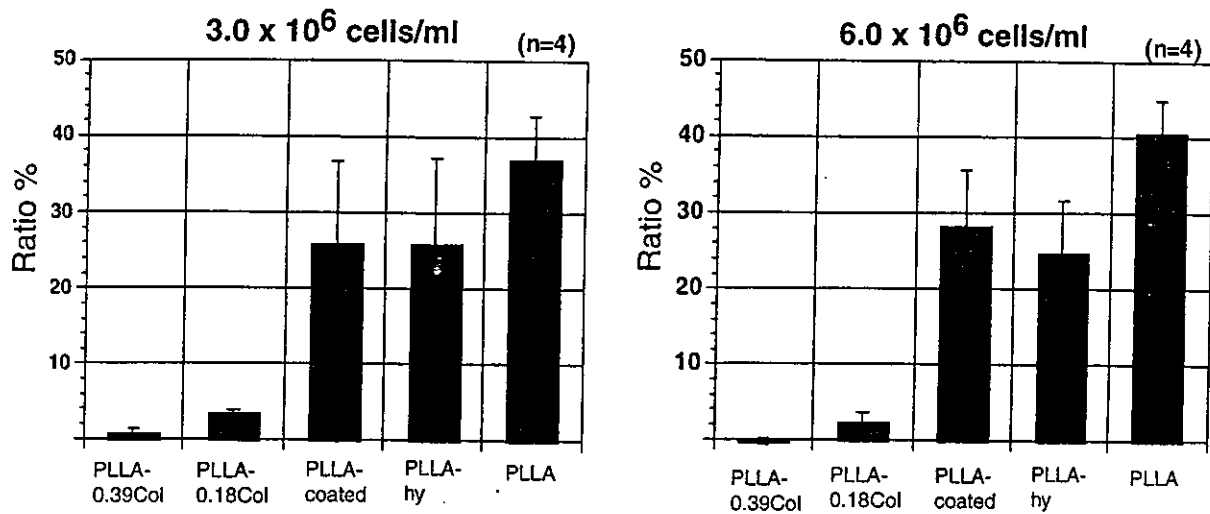 3.0 x 10⁶ cells/ml (n=4)
50
40
30
20
10
Ratio %
PLLA-
0.39Col
PLLA-
0.18Col
PLLA-
coated
PLLA-
hy
PLLA
6.0 x 10⁶ cells/ml (n=4)
50
40
30
20
10
Ratio %
PLLA-
0.39Col
PLLA-
0.18Col
PLLA-
coated
PLLA-
hy
PLLA